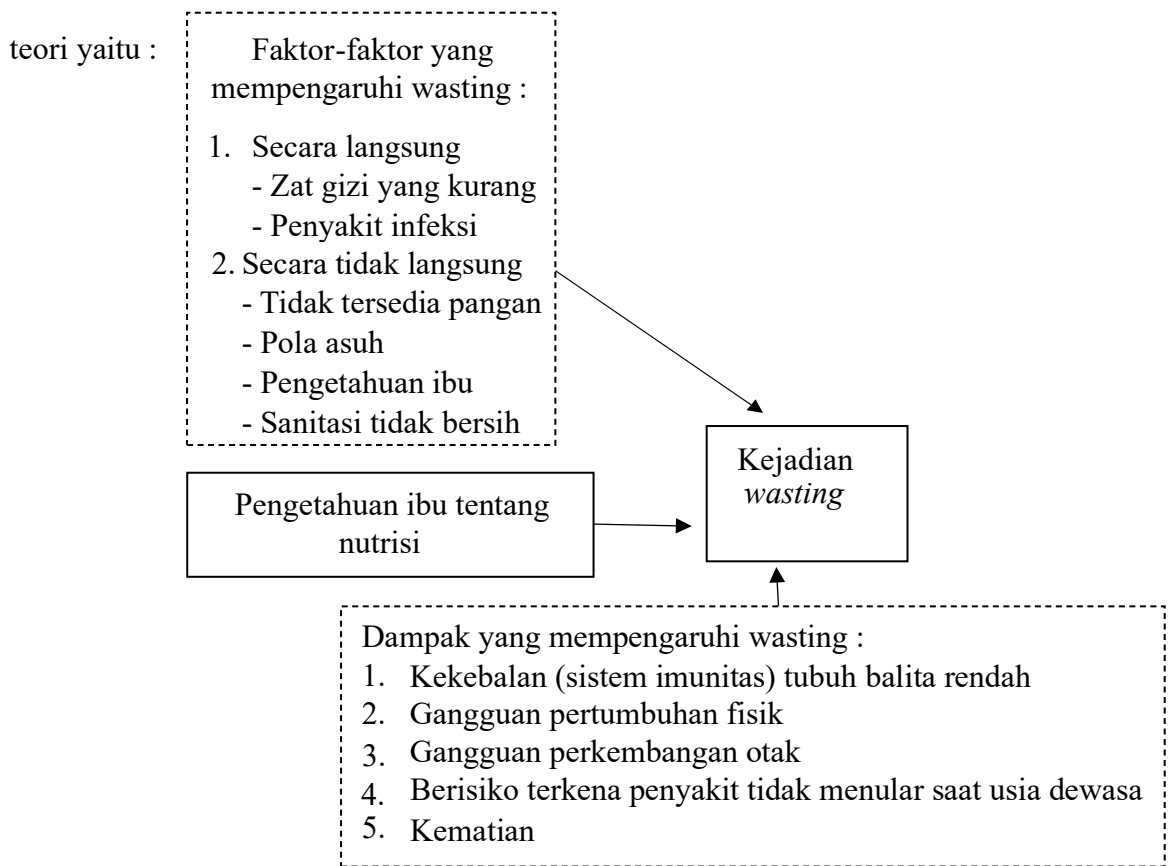 teori yaitu :
Faktor-faktor yang
mempengaruhi wasting :
1. Secara langsung
- Zat gizi yang kurang
- Penyakit infeksi
2. Secara tidak langsung
- Tidak tersedia pangan
- Pola asuh
- Pengetahuan ibu
- Sanitasi tidak bersih
Kejadian
wasting
Pengetahuan ibu tentang
nutrisi
Dampak yang mempengaruhi wasting :
1. Kekebalan (sistem imunitas) tubuh balita rendah
2. Gangguan pertumbuhan fisik
3. Gangguan perkembangan otak
4. Berisiko terkena penyakit tidak menular saat usia dewasa
5. Kematian